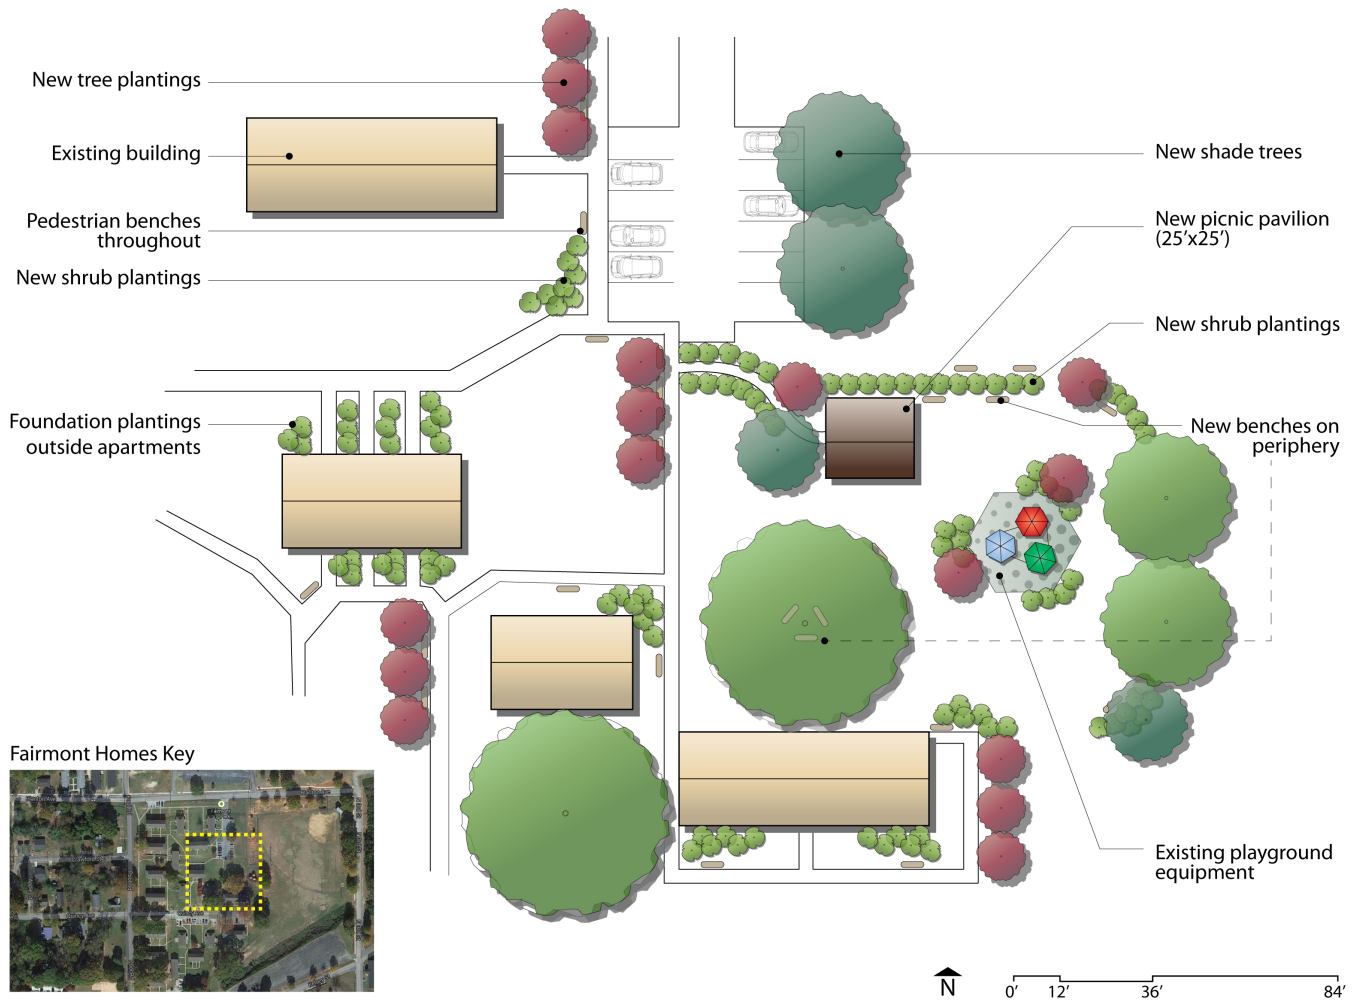 New tree plantings
Existing building
Pedestrian benches
throughout
New shrub plantings
Foundation plantings
outside apartments
New shade trees
New picnic pavilion
(25’x25’)
New shrub plantings
New benches on
periphery
Existing playground
equipment
Fairmont Homes Key
N
0’ 12’ 36’ 84’